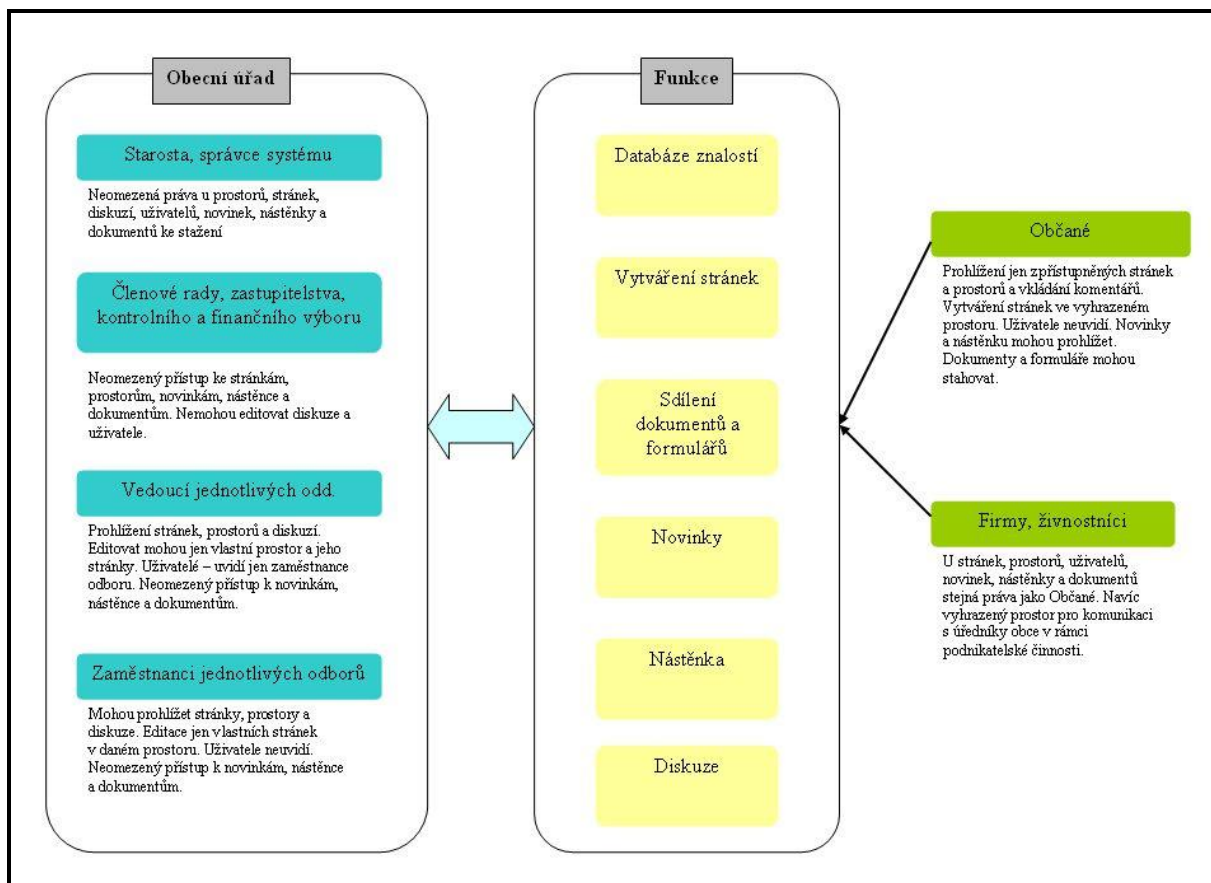 Obecní úřad
Starosta, správce systému
Neomezená práva u prostorů, stránek,
diskuzí, uživatelů, novinek, nástěnky a
dokumentů ke stažení
Členové rady, zastupitelstva,
kontrolního a finančního výboru
Neomezený přístup ke stránkám,
prostorům, novinkám, nástěnce a
dokumentům. Nemohou editovat diskuze a
uživatele.
Vedoucí jednotlivých odd.
Prohlížení stránek, prostorů a diskuzí.
Editovat mohou jen vlastní prostor a jeho
stránky. Uživatelé – uvidí jen zaměstnance
odboru. Neomezený přístup k novinkám,
nástěnce a dokumentům.
Zaměstnanci jednotlivých odborů
Mohou prohlížet stránky, prostory a
diskuze. Editace jen vlastních stránek
v daném prostoru. Uživatele neuvidí.
Neomezený přístup k novinkám, nástěnce
a dokumentům.
Funkce
Databáze znalostí
Vytváření stránek
Sdílení
dokumentů a
formulářů
Novinky
Nástěnka
Diskuze
Občané
Prohlížení jen zpřístupněných stránek
a prostorů a vkládání komentářů.
Vytváření stránek ve vyhrazeném
prostoru. Uživatele neuvidí. Novinky
a nástěnku mohou prohlížet.
Dokumenty a formuláře mohou
stahovat.
Firmy, živnostníci
U stránek, prostorů, uživatelů,
novinek, nástěnky a dokumentů
stejná práva jako Občané. Navíc
vyhrazený prostor pro komunikaci
s úředníky obce v rámci
podnikatelské činnosti.